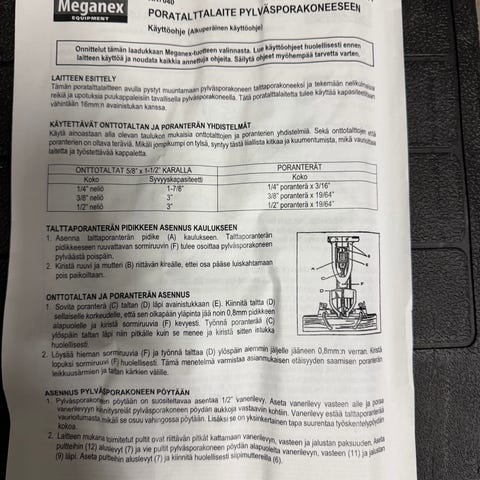 Meganex
EQUIPMENT
PORATALTTALAITE PYLVÄSPORAKONEESEEN
Käyttöohje (Alkuperäinen käyttöohje)
Onnittelut tämän laadukkaan Meganex-tuotteen valinnasta. Lue käyttöohjeet huolellisesti ennen
laitteen käyttöä ja noudata kaikkia annettuja ohjeita. Säilytä ohjeet myöhempää tarvetta varten.
LAITTEEN ESITTELY
Tämän porataltta­laitteen avulla pystyt muuntamaan pylväsporakoneen talttaporakoneeksi ja tekemään nelikulmaisia
reikiä ja upotuksia puukappaleisiin tavallisella pylväsporakoneella. Tätä poratalttalaitetta tulee käyttää kapasiteetiltaan
vähintään 16mm:n avainistukan kanssa.
KÄYTETTÄVÄT ONTTOTALTAN JA PORANTERÄN YHDISTELMÄT
Käytä ainoastaan alla olevan taulukon mukaisia onttotalttojen ja poranterien yhdistelmiä. Sekä onttotalttojen että
poranterien on oltava teräviä. Mikäli jompikumpi on tylsä, syntyy tästä liiallista kitkaa ja kuumentumista, mikä vaurioittaa
laitetta ja työstettävää kappaletta.
ONTTOTALTAT 5/8" x 1-1/2" KARALLA PORANTERÄT
Koko Syvyyskapasiteetti Koko
1/4" neliö 1-7/8" 1/4" poranterä x 3/16"
3/8" neliö 3" 3/8" poranterä x 19/64"
1/2" neliö 3" 1/2" poranterä x 19/64"
TALTTAPORANTERÄN PIDIKKEEN ASENNUS KAULUKSEEN
1. Asenna talttaporanterän pidike (A) kaulukseen. Talttaporanterän
pidikkeeseen ruuvattavan sormiruuvin (F) tulee osoittaa pylväsporakoneen
pylväästä poispäin.
2. Kiristä ruuvi ja mutteri (B) riittävän kireälle, ettei osa pääse luiskahtamaan
pois paikoiltaan.
ONTTOTALTAN JA PORANTERÄN ASENNUS
1. Sovita poranterä (C) taltan (D) läpi avainistukkaan (E). Kiinnitä taltta (D)
sellaiselle korkeudelle, että sen olkapään yläpinta jää noin 0,8mm pidikkeen
alapuolelle ja kiristä sormiruuvia (F) kevyesti. Työnnä poranterää (C)
ylöspäin taltan läpi niin pitkälle kuin se menee ja kiristä sitten istukka
huolellisesti.
2. Löysää hieman sormiruuvia (F) ja työnnä talttaa (D) ylöspäin aiemmin jäljelle jääneen 0,8mm:n verran. Kiristä
lopuksi sormiruuvi (F) huolellisesti. Tämä menetelmä varmistaa asianmukaisen etäisyyden saamisen poranterän
leikkuusärmien ja taltan kärkien välille.
ASENNUS PYLVÄSPORAKONEEN PÖYTÄÄN
1. Pylväsporakoneen pöytään on suositeltavaa asentaa 1/2" vanerilevy. Aseta vanerilevy vasteen alle ja poraa
vanerilevyyn kiinnitysreiät pylväsporakoneen pöydän aukkoja vastaaviin kohtiin. Vanerilevy estää talttaporanterää
vaurioitumasta, mikäli se osuu vahingossa pöytään. Lisäksi se on yksinkertainen tapa suurentaa työskentelypöydän
kokoa.
2. Laitteen mukana toimitetut pultit ovat riittävän pitkät kattamaan vanerilevyn, vasteen ja jalustan paksuuden. Aseta
pultteihin (12) aluslevyt (7) ja vie pultit pylväsporakoneen pöydän alapuolelta vanerilevyn, vasteen (11) ja jalustan
(9) läpi. Aseta pultteihin aluslevyt (7) ja kiinnitä huolellisesti siipimuttereilla (6).